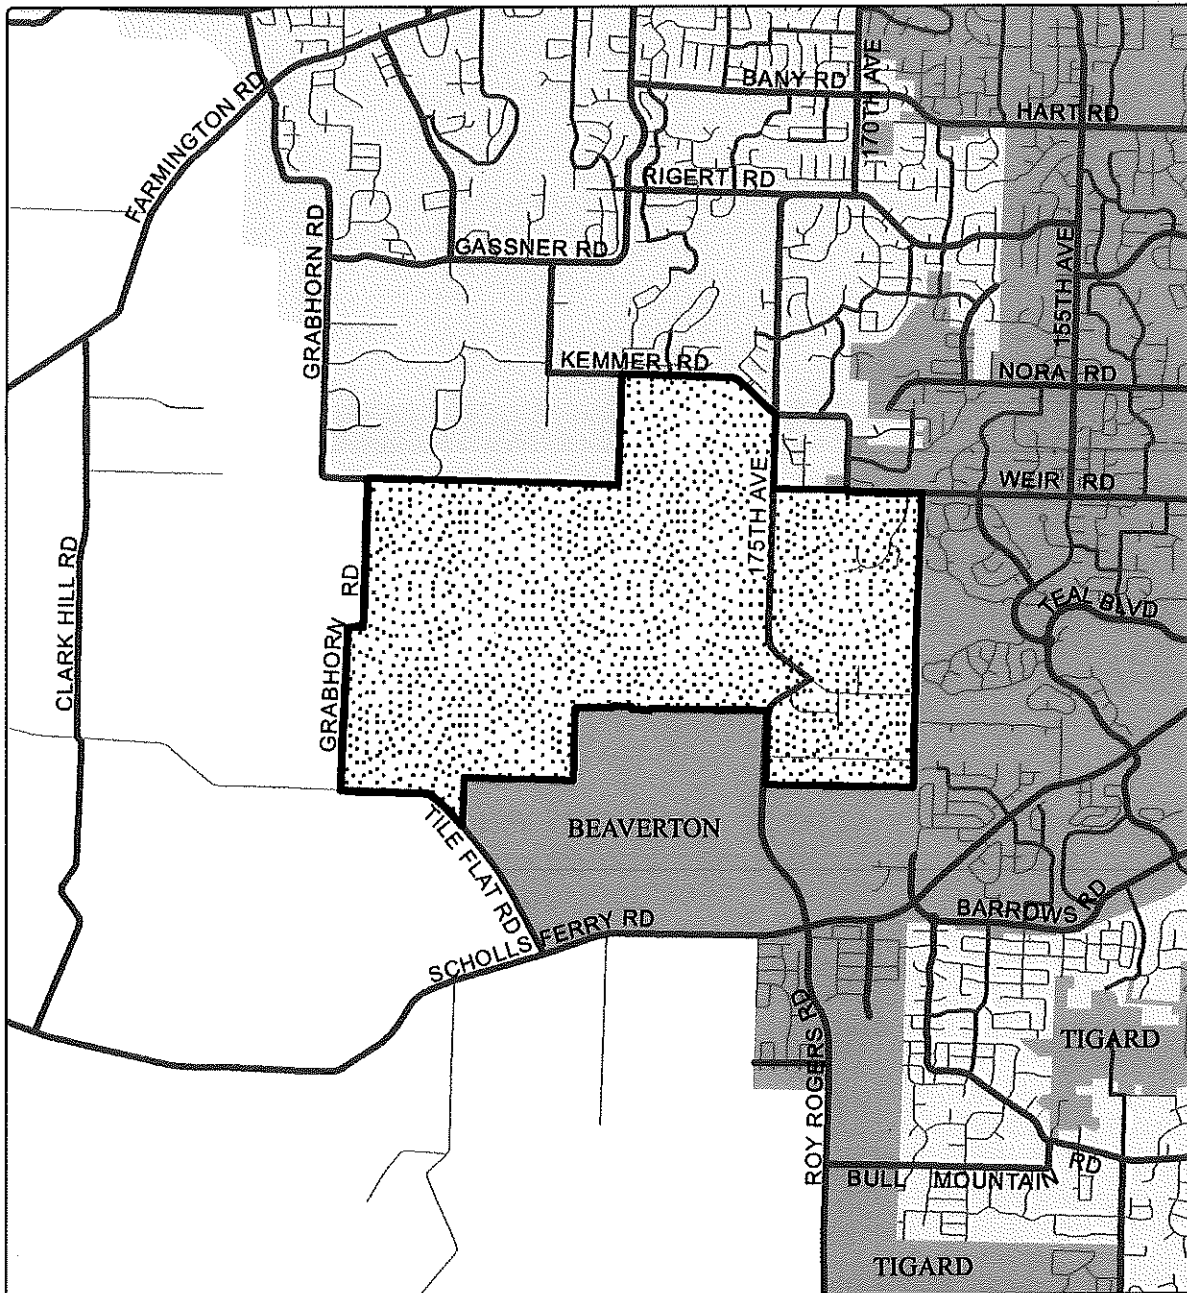 BANY RD
170TH AVE
HART RD
FARMINGTON RD
RIGERT RD
GRABHORN RD
GASSNER RD
155TH AVE
KEMMER RD
NORA RD
175TH AVE
WEIR RD
CLARK HILL RD
GRABHORN RD
TEAL BLVD
TILE FLAT RD
BEAVERTON
BARROWS RD
SCHOLLS FERRY RD
ROY ROGERS RD
TIGARD
BULL MOUNTAIN RD
TIGARD